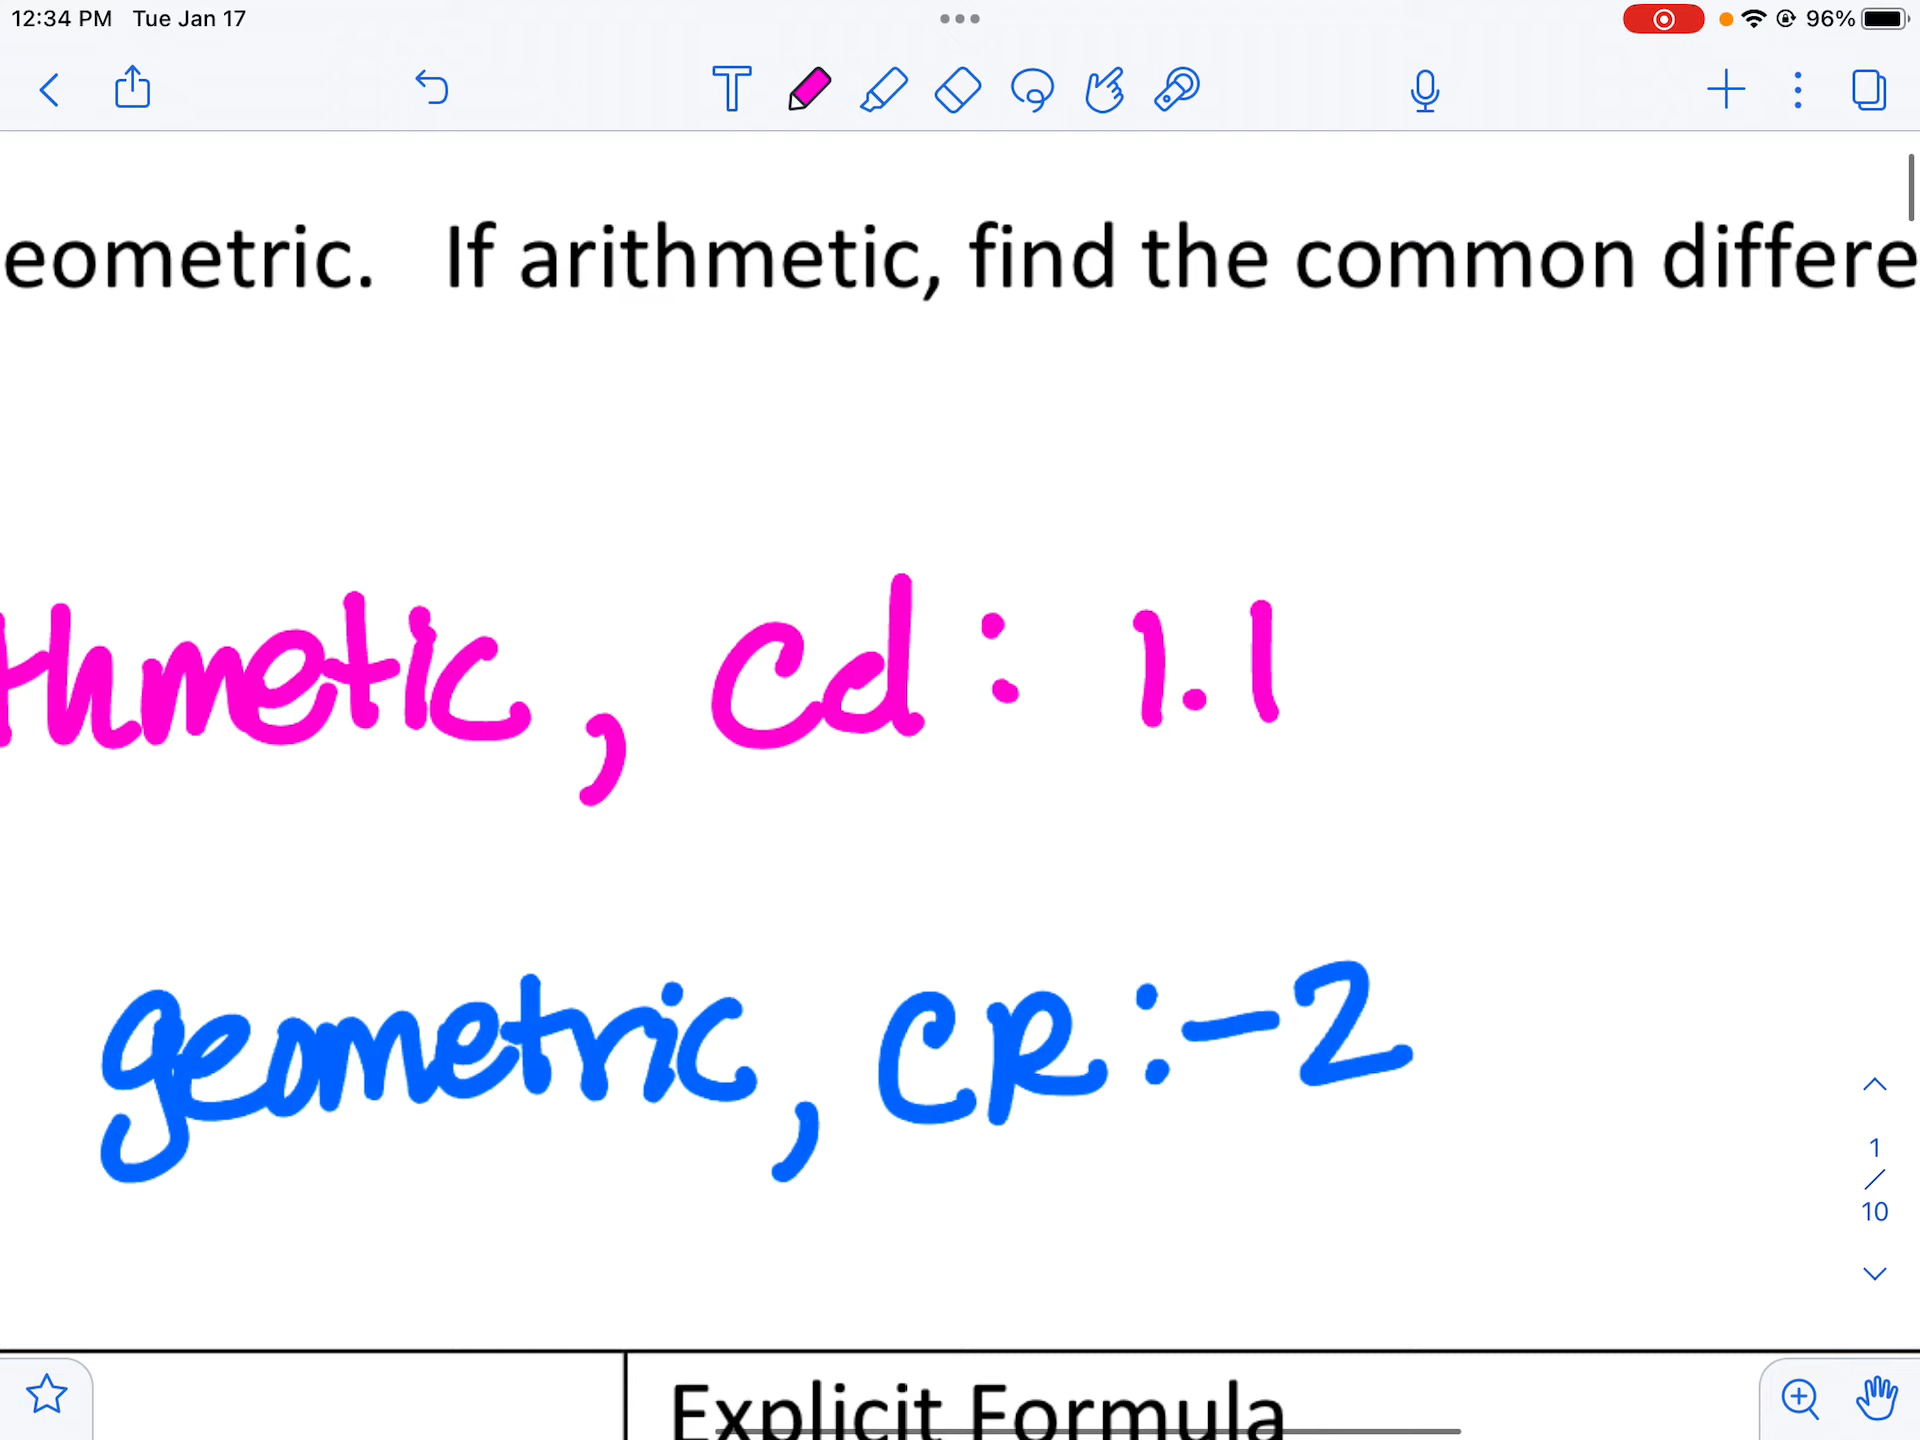 12:34 PM Tue Jan 17 96%
eometric. If arithmetic, find the common differe
thmetic, Cd: 1.1
geometric, CR:-2
1
/
10
Explicit Formula